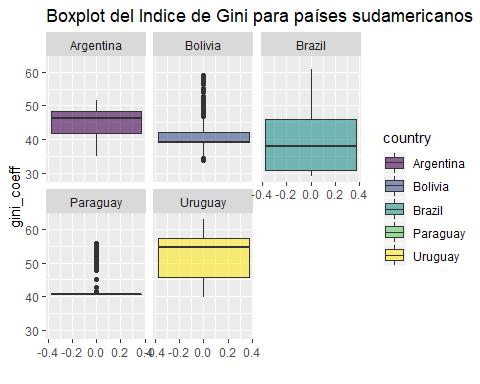 Boxplot del Indice de Gini para países sudamericanos
Argentina
Bolivia
Brazil
60
50
40
30
-0.4 -0.2 0.0 0.2 0.4
Paraguay
Uruguay
60
50
40
30
-0.4 -0.2 0.0 0.2 0.4
-0.4 -0.2 0.0 0.2 0.4
gini_coeff
country
Argentina
Bolivia
Brazil
Paraguay
Uruguay